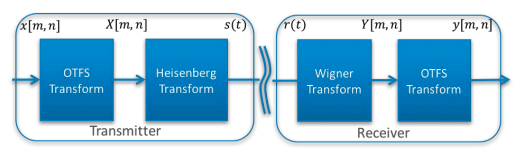 x[m,n] X[m,n] s(t) r(t) Y[m,n] y[m,n]
OTFS Transform
Heisenberg Transform
Wigner Transform
OTFS Transform
Transmitter
Receiver